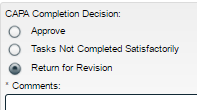 CAPA Completion Decision:
Approve
Tasks Not Completed Satisfactorily
Return for Revision
* Comments: